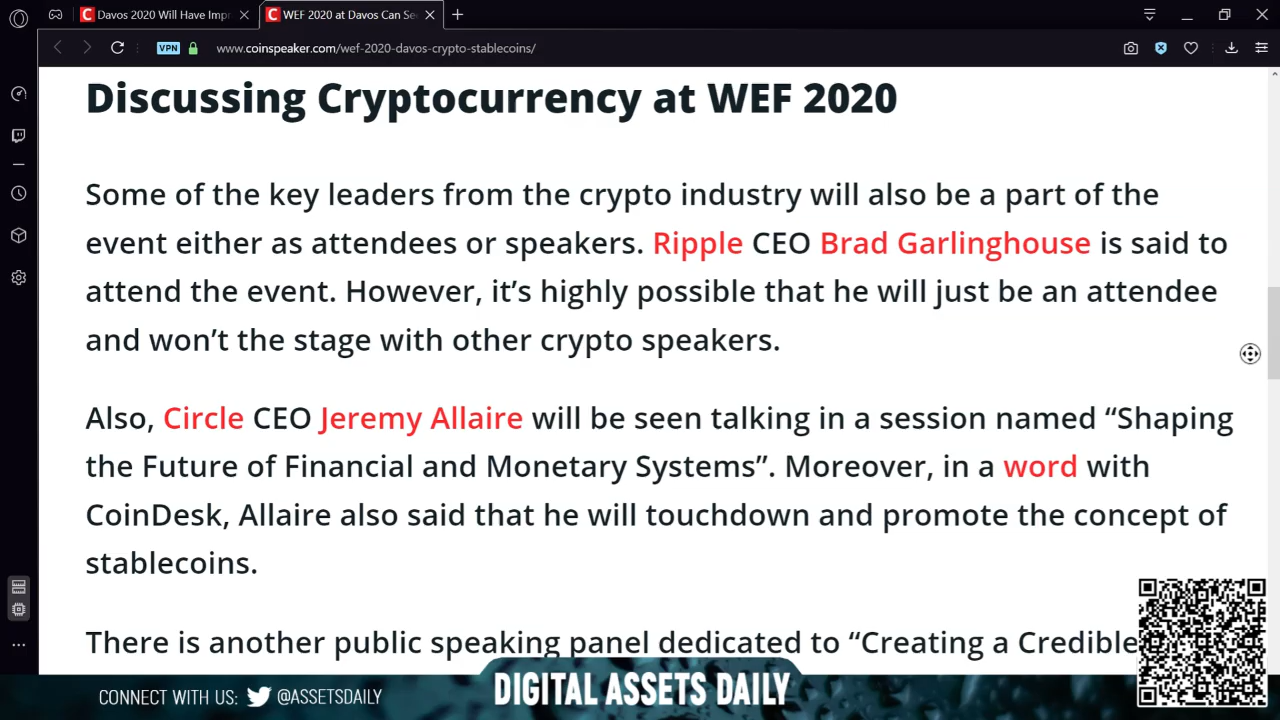 Davos 2020 Will Have Impr
WEF 2020 at Davos Can Se
VPN
www.coinspeaker.com/wef-2020-davos-crypto-stablecoins/
Discussing Cryptocurrency at WEF 2020
Some of the key leaders from the crypto industry will also be a part of the
event either as attendees or speakers. Ripple CEO Brad Garlinghouse is said to
attend the event. However, it’s highly possible that he will just be an attendee
and won’t the stage with other crypto speakers.
Also, Circle CEO Jeremy Allaire will be seen talking in a session named “Shaping
the Future of Financial and Monetary Systems”. Moreover, in a word with
CoinDesk, Allaire also said that he will touchdown and promote the concept of
stablecoins.
There is another public speaking panel dedicated to “Creating a Credible
CONNECT WITH US: @ASSETSDAILY
DIGITAL ASSETS DAILY